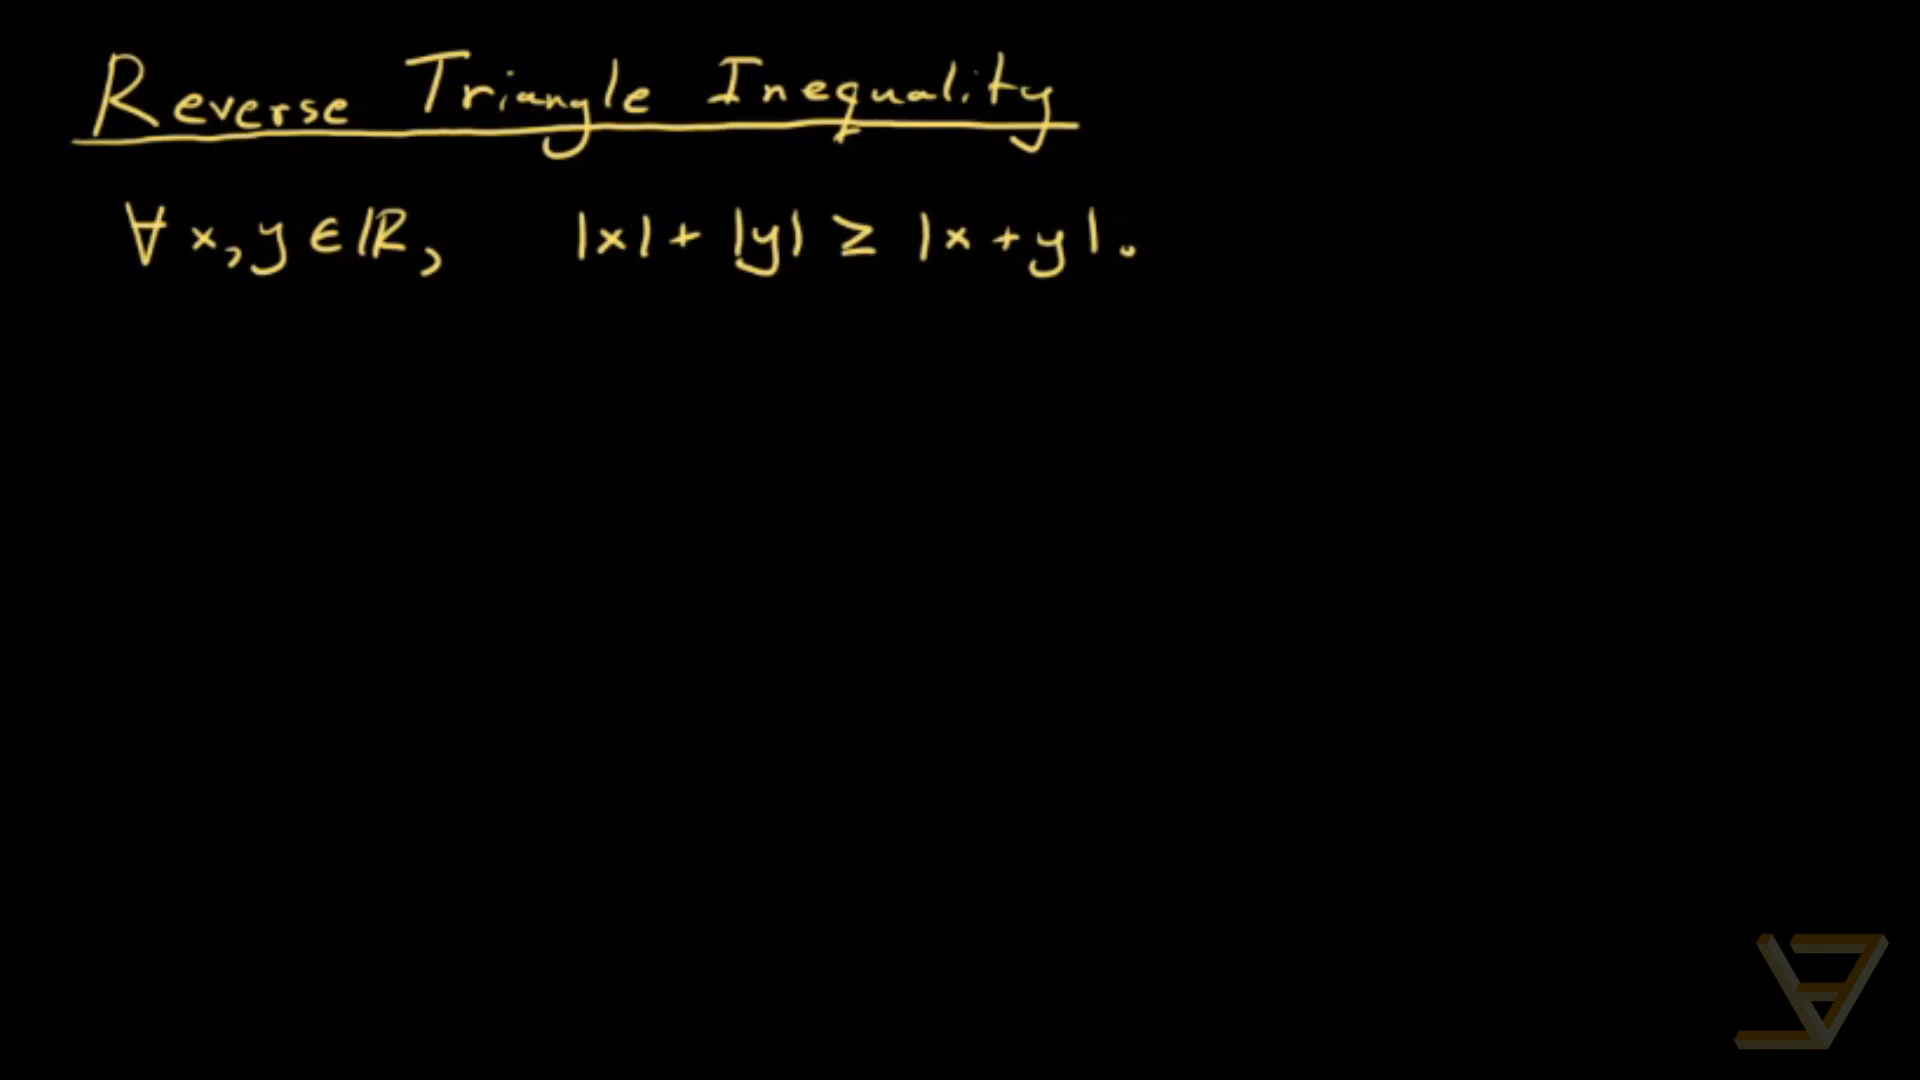 Reverse Triangle Inequality
∀ x, y ∈ ℝ, |x| + |y| ≥ |x + y|.